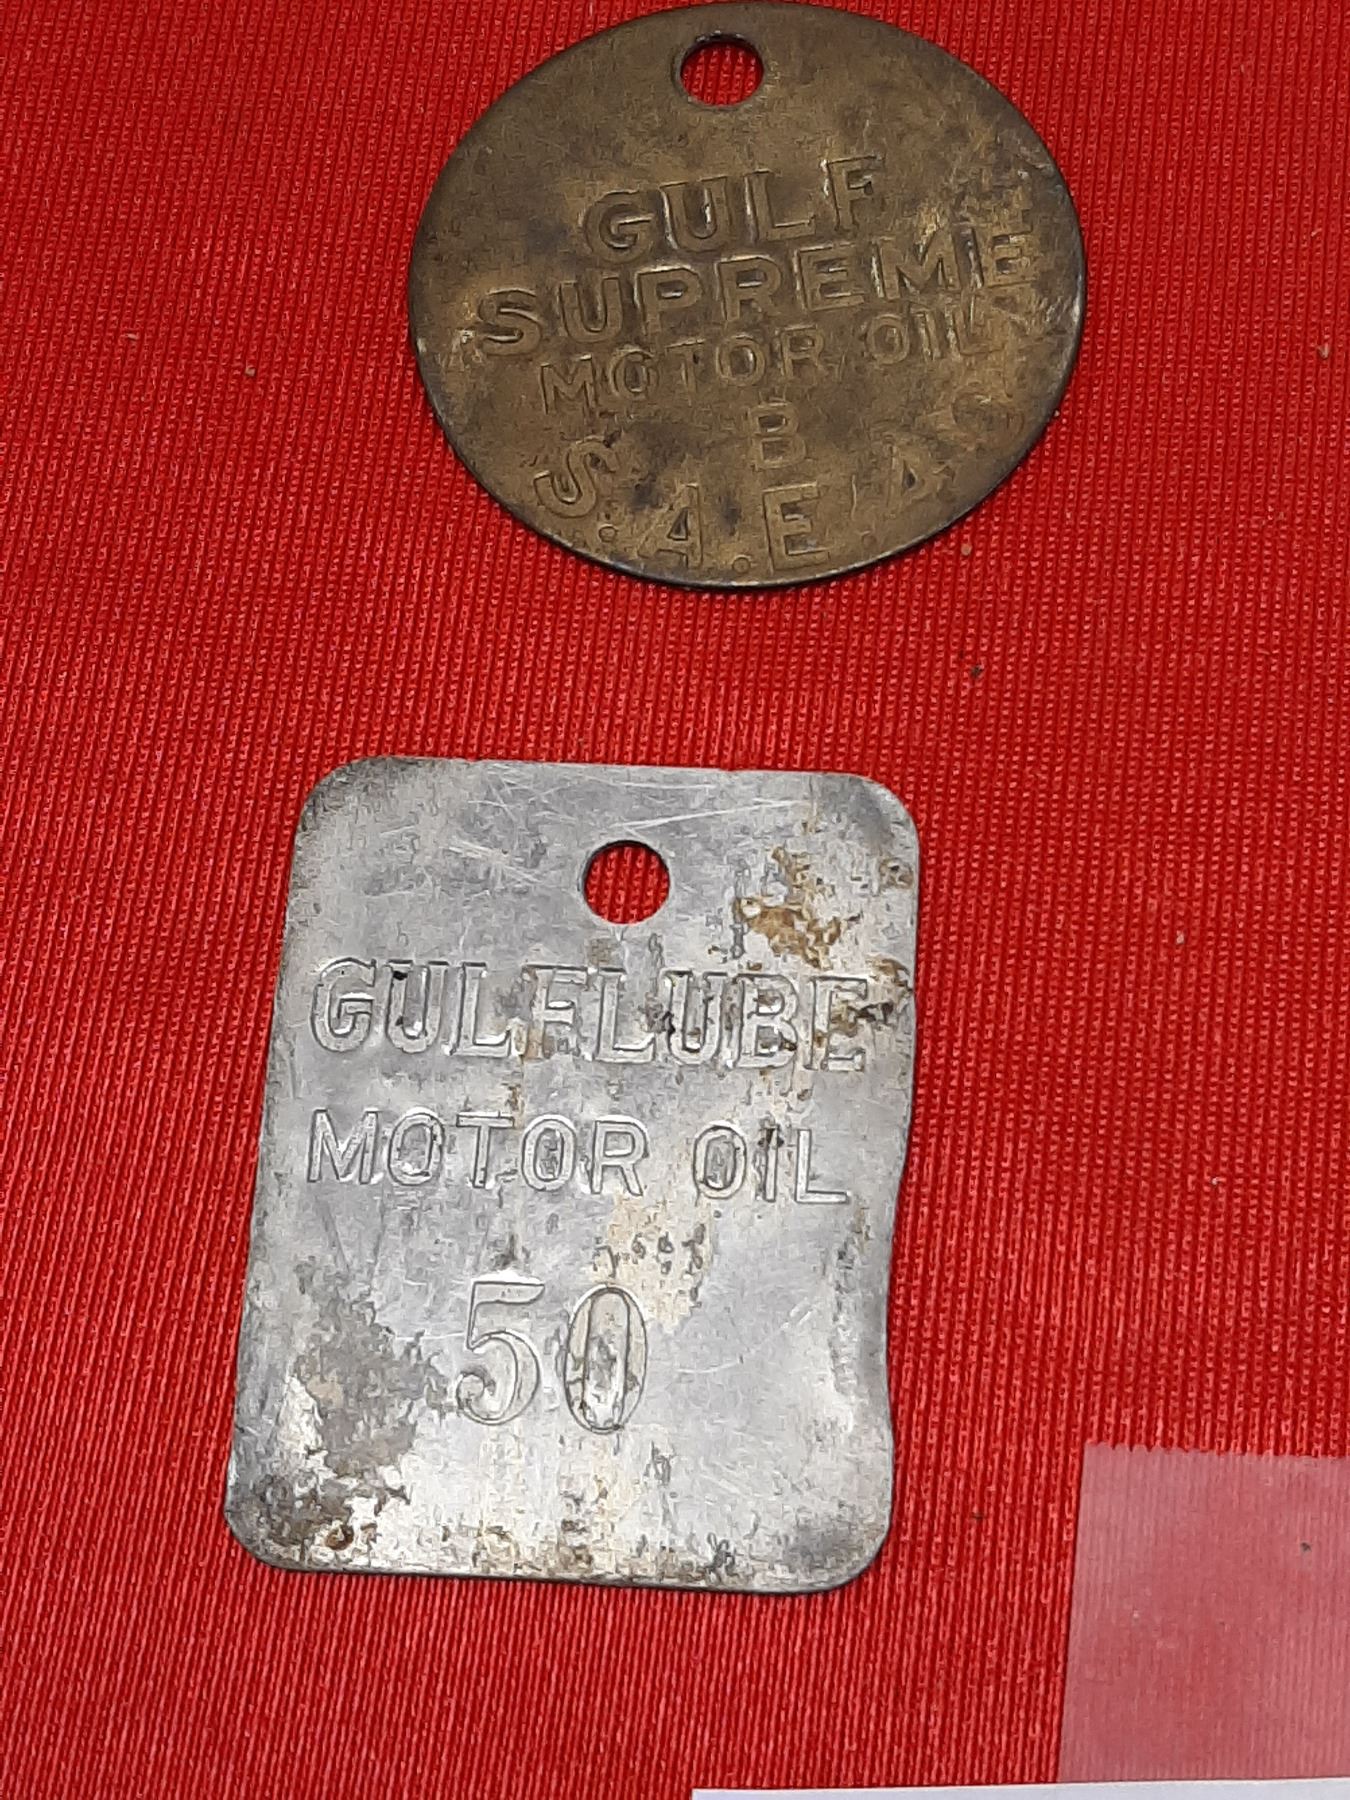 GULF
SUPREME
MOTOR OIL
B
S.A.E.
GULFLUBE
MOTOR OIL
50